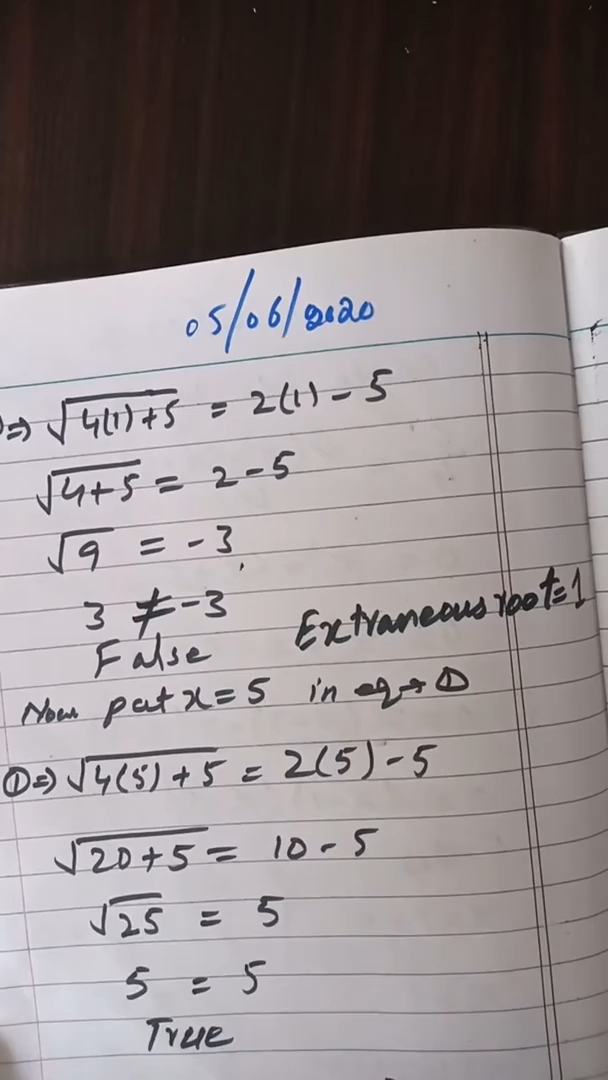 05/06/2020
⇒ √4(1)+5 = 2(1) - 5
√4+5 = 2-5
√9 = -3
3 ≠ -3
False Extraneous root=1
Now put x=5 in eq → ①
①⇒ √4(5)+5 = 2(5)-5
√20+5 = 10-5
√25 = 5
5 = 5
True